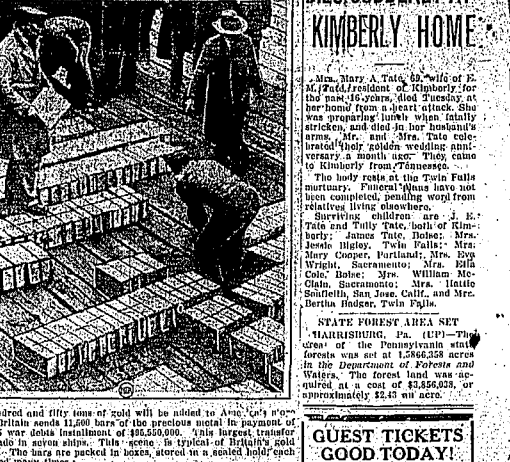 KIMBERLY HOME
Mrs. Mary A. Tate, 69, wife of E.
M. Tate, resident of Kimberly for
the past 16 years, died Tuesday at
her home from a heart attack. She
was preparing lunch when fatally
stricken, and died in her husband's
arms. Mr. and Mrs. Tate cele-
brated their golden wedding anni-
versary a month ago. They came
to Kimberly from Tennessee.
The body rests at the Twin Falls
mortuary. Funeral plans have not
been completed, pending word from
relatives living elsewhere.
Surviving children are J. E.
Tate and Tully Tate, both of Kim-
berly; James Tate, Boise; Mrs.
Jessie Bigley, Twin Falls; Mrs.
Mary Cooper, Portland; Mrs. Eva
Wright, Sacramento; Mrs. Ella
Cole, Boise; Mrs. William Mc-
Clain, Sacramento; Mrs. Hattie
San Jose, Calif., and Mrs.
Bertha Badger, Twin Falls.
STATE FOREST AREA SET
HARRISBURG, Pa. (UP)—The
area of the Pennsylvania state
forests was set at 1,5866,358 acres
in the Department of Forests and
Waters. The forest land was ac-
quired at a cost of $3,856,038, or
approximately $2.43 an acre.
GUEST TICKETS
GOOD TODAY!
dred and fifty tons of gold will be added to
Britain sends 11,500 bars of the precious metal in payment of
war debts installment of $95,550,000. This largest transfer
ade in seven ships. This scene is typical of Britain's gold
The bars are packed in boxes, stored in a sealed hold, each
many times